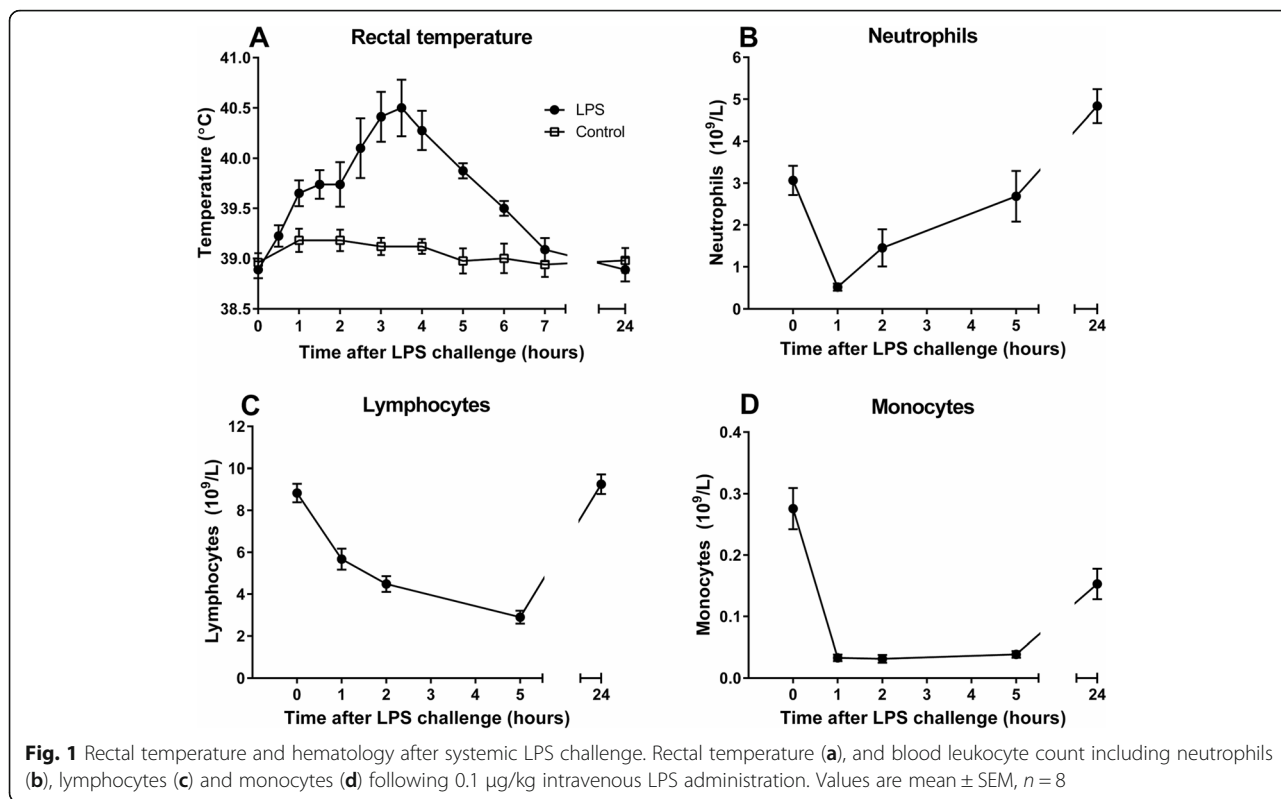 A Rectal temperature
Temperature (°C)
41.0
40.5
40.0
39.5
39.0
38.5
LPS
Control
0 1 2 3 4 5 6 7 24
Time after LPS challenge (hours)
B Neutrophils
Neutrophils (10⁹/L)
6
5
4
3
2
1
0
0 1 2 3 4 5 24
Time after LPS challenge (hours)
C Lymphocytes
Lymphocytes (10⁹/L)
12
10
8
6
4
2
0
0 1 2 3 4 5 24
Time after LPS challenge (hours)
D Monocytes
Monocytes (10⁹/L)
0.4
0.3
0.2
0.1
0.0
0 1 2 3 4 5 24
Time after LPS challenge (hours)
Fig. 1 Rectal temperature and hematology after systemic LPS challenge. Rectal temperature (a), and blood leukocyte count including neutrophils
(b), lymphocytes (c) and monocytes (d) following 0.1 μg/kg intravenous LPS administration. Values are mean ± SEM, n = 8